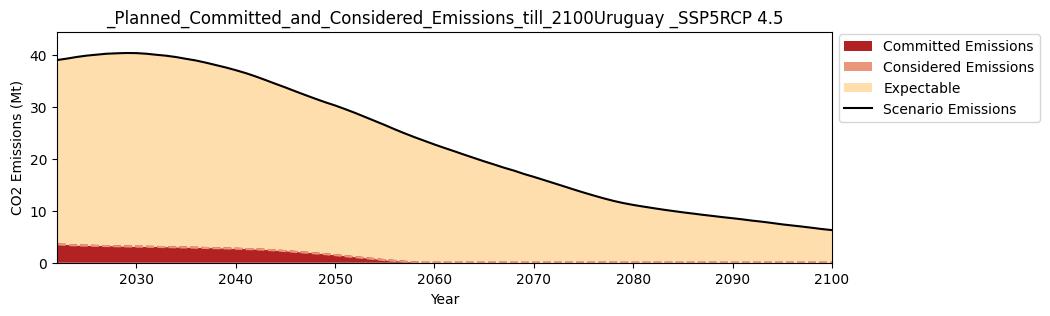 _Planned_Committed_and_Considered_Emissions_till_2100Uruguay _SSP5RCP 4.5
CO2 Emissions (Mt)
40
30
20
10
0
2030 2040 2050 2060 2070 2080 2090 2100
Year
Committed Emissions
Considered Emissions
Expectable
Scenario Emissions